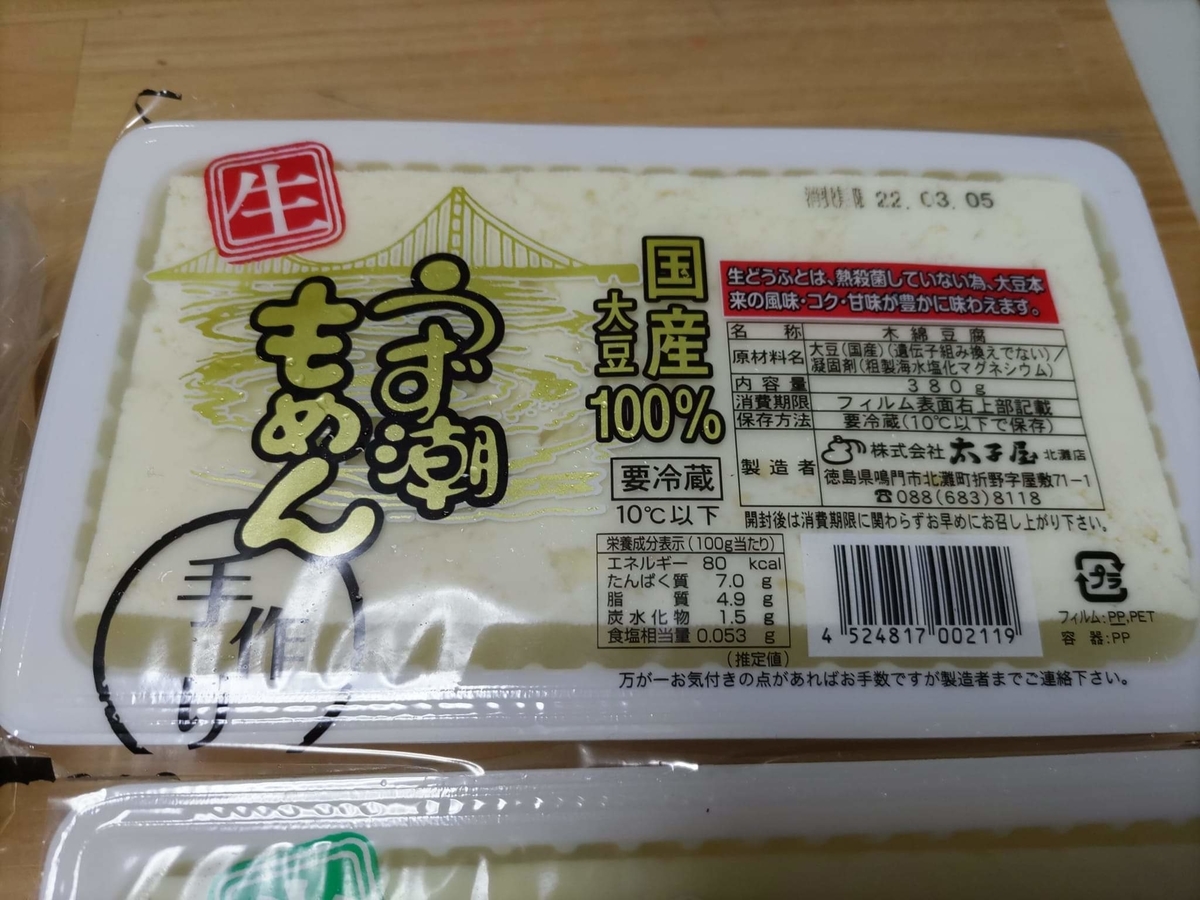 生
うず潮
もめん
手作り
国産
大豆
100%
要冷蔵
10℃以下
消費期限 22.03.05
生どうふとは、熱殺菌していない為、大豆本
来の風味・コク・甘味が豊かに味わえます。
名称 木綿豆腐
原材料名 大豆(国産)(遺伝子組み換えでない)/
凝固剤(粗製海水塩化マグネシウム)
内容量 380g
消費期限 フィルム表面右上部記載
保存方法 要冷蔵(10℃以下で保存)
製造者 株式会社 太子屋 北灘店
徳島県鳴門市北灘町折野字屋敷71-1
☎088(683)8118
開封後は消費期限に関わらずお早めにお召し上がり下さい。
栄養成分表示(100g当たり)
エネルギー 80 kcal
たんぱく質 7.0 g
脂質 4.9 g
炭水化物 1.5 g
食塩相当量 0.053 g
(推定値)
4 524817 002119
プラ
フィルム:PP,PET
容器:PP
万が一お気付きの点があればお手数ですが製造者までご連絡下さい。